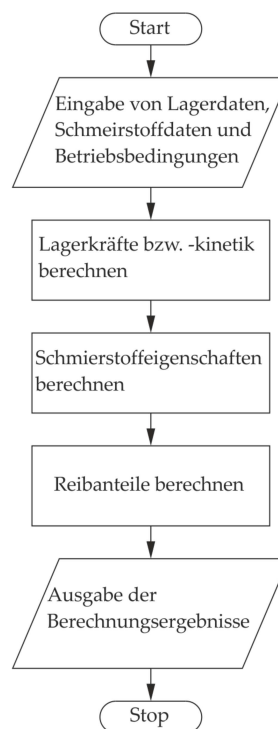 Start
Eingabe von Lagerdaten,
Schmeirstoffdaten und
Betriebsbedingungen
Lagerkräfte bzw. -kinetik
berechnen
Schmierstoffeigenschaften
berechnen
Reibanteile berechnen
Ausgabe der
Berechnungsergebnisse
Stop